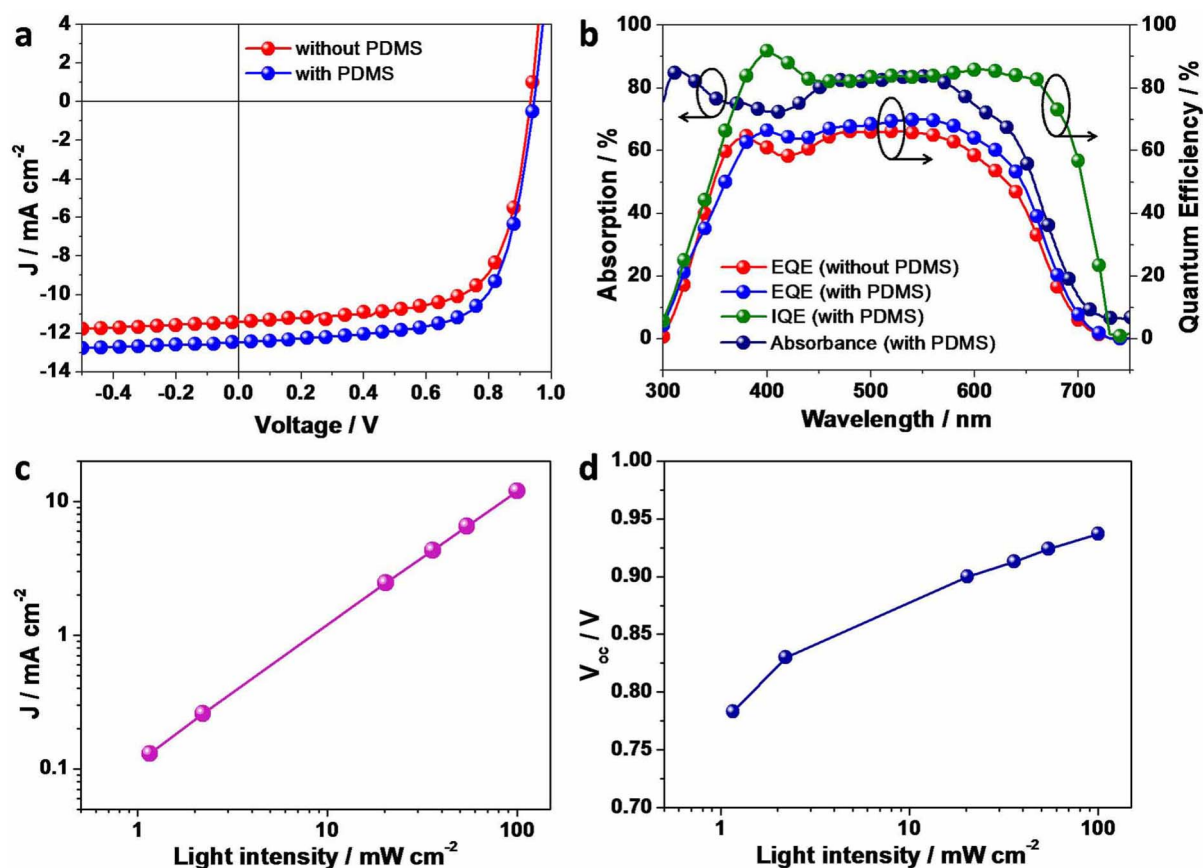 a
4
2
0
-2
-4
-6
-8
-10
-12
-14
J / mA cm-2
without PDMS
with PDMS
-0.4 -0.2 0.0 0.2 0.4 0.6 0.8 1.0
Voltage / V
b
100
80
60
40
20
0
Absorption / %
100
80
60
40
20
0
Quantum Efficiency / %
EQE (without PDMS)
EQE (with PDMS)
IQE (with PDMS)
Absorbance (with PDMS)
300 400 500 600 700
Wavelength / nm
c
10
1
0.1
J / mA cm-2
1 10 100
Light intensity / mW cm-2
d
1.00
0.95
0.90
0.85
0.80
0.75
0.70
Voc / V
1 10 100
Light intensity / mW cm-2